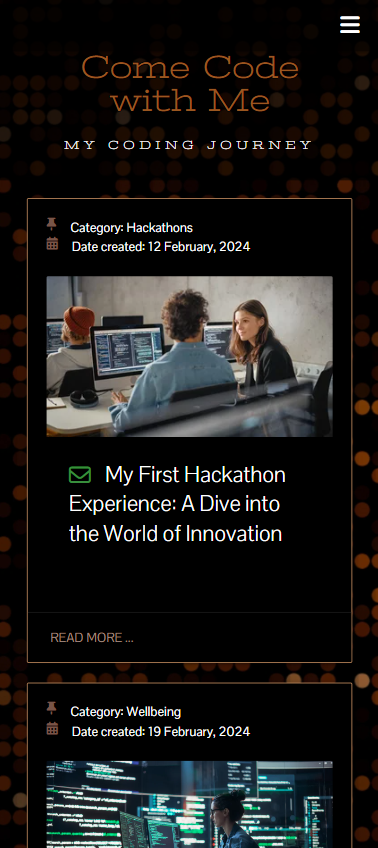 Come Code
with Me
MY CODING JOURNEY
Category: Hackathons
Date created: 12 February, 2024
My First Hackathon
Experience: A Dive into
the World of Innovation
READ MORE ...
Category: Wellbeing
Date created: 19 February, 2024